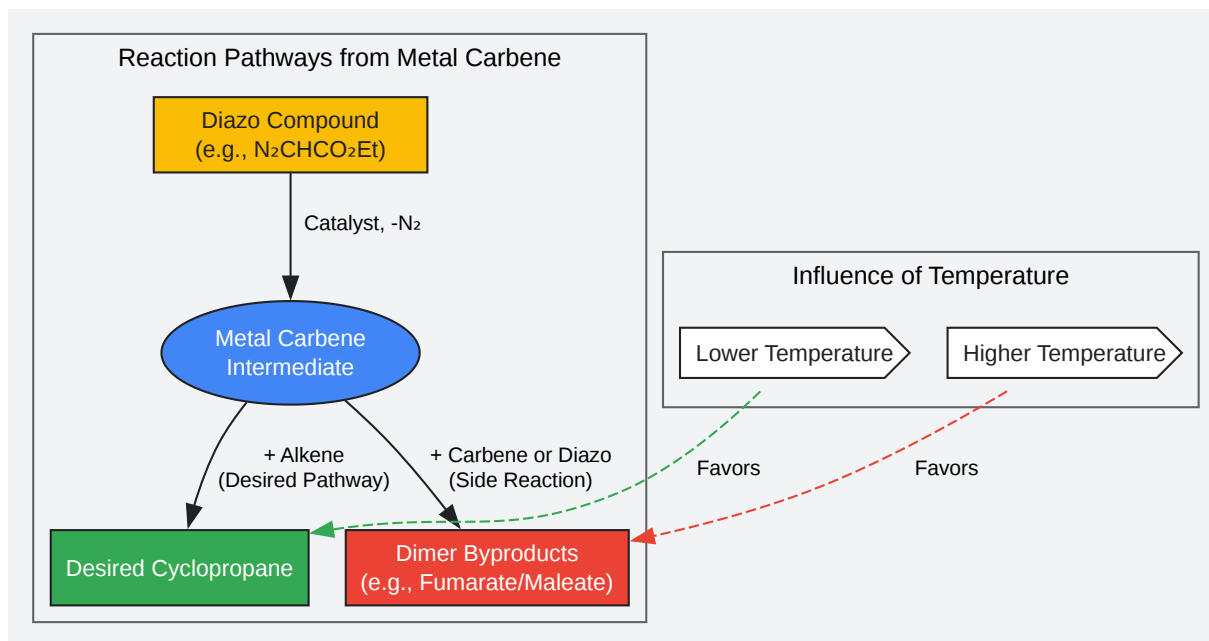 Reaction Pathways from Metal Carbene
Diazo Compound
(e.g., N₂CHCO₂Et)
Catalyst, -N₂
Metal Carbene
Intermediate
+ Alkene
(Desired Pathway)
+ Carbene or Diazo
(Side Reaction)
Desired Cyclopropane
Dimer Byproducts
(e.g., Fumarate/Maleate)
Influence of Temperature
Lower Temperature
Higher Temperature
Favors
Favors